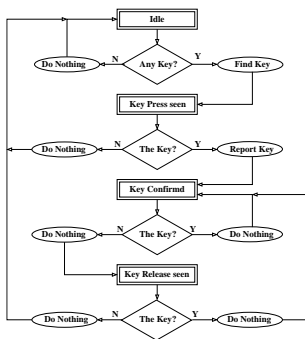 Idle
Do Nothing N Any Key? Y Find Key
Key Press seen
Do Nothing N The Key? Y Report Key
Key Confirmd
Do Nothing N The Key? Y Do Nothing
Key Release seen
Do Nothing N The Key? Y Do Nothing